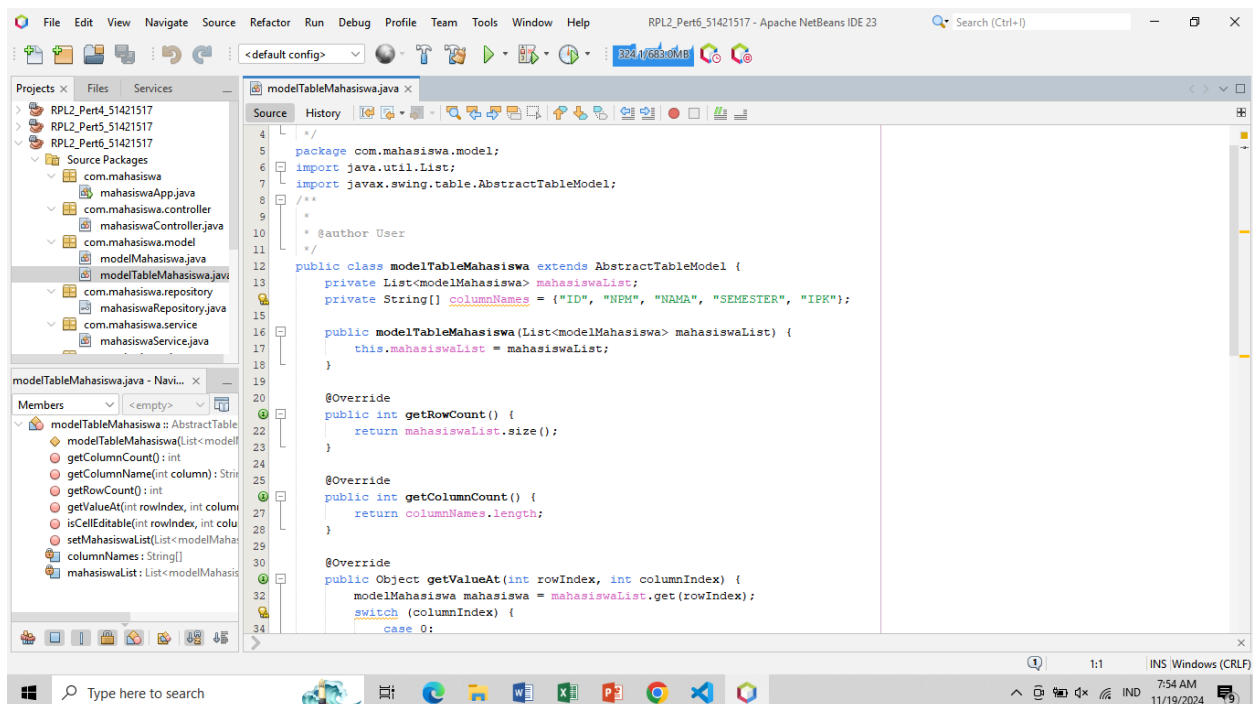 File Edit View Navigate Source Refactor Run Debug Profile Team Tools Window Help RPL2_Pert6_51421517 - Apache NetBeans IDE 23 Search (Ctrl+I)
<default config> 324.1/683.0MB
Projects Files Services
RPL2_Pert4_51421517
RPL2_Pert5_51421517
RPL2_Pert6_51421517
Source Packages
com.mahasiswa
mahasiswaApp.java
com.mahasiswa.controller
mahasiswaController.java
com.mahasiswa.model
modelMahasiswa.java
modelTableMahasiswa.java
com.mahasiswa.repository
mahasiswaRepository.java
com.mahasiswa.service
mahasiswaService.java
modelTableMahasiswa.java - Navi...
Members <empty>
modelTableMahasiswa :: AbstractTable
modelTableMahasiswa(List<modelM
getColumnCount() : int
getColumnName(int column) : Stri
getRowCount() : int
getValueAt(int rowIndex, int column
isCellEditable(int rowIndex, int colu
setMahasiswaList(List<modelMahas
columnNames : String[]
mahasiswaList : List<modelMahasis
modelTableMahasiswa.java
Source History
4 */
5 package com.mahasiswa.model;
6 import java.util.List;
7 import javax.swing.table.AbstractTableModel;
8 /**
9 *
10 * @author User
11 */
12 public class modelTableMahasiswa extends AbstractTableModel {
13 private List<modelMahasiswa> mahasiswaList;
private String[] columnNames = {"ID", "NPM", "NAMA", "SEMESTER", "IPK"};
15
16 public modelTableMahasiswa(List<modelMahasiswa> mahasiswaList) {
17 this.mahasiswaList = mahasiswaList;
18 }
19
20 @Override
public int getRowCount() {
22 return mahasiswaList.size();
23 }
24
25 @Override
public int getColumnCount() {
27 return columnNames.length;
28 }
29
30 @Override
public Object getValueAt(int rowIndex, int columnIndex) {
32 modelMahasiswa mahasiswa = mahasiswaList.get(rowIndex);
switch (columnIndex) {
34 case 0:
1 1:1 INS Windows (CRLF)
Type here to search
IND 7:54 AM
11/19/2024 9